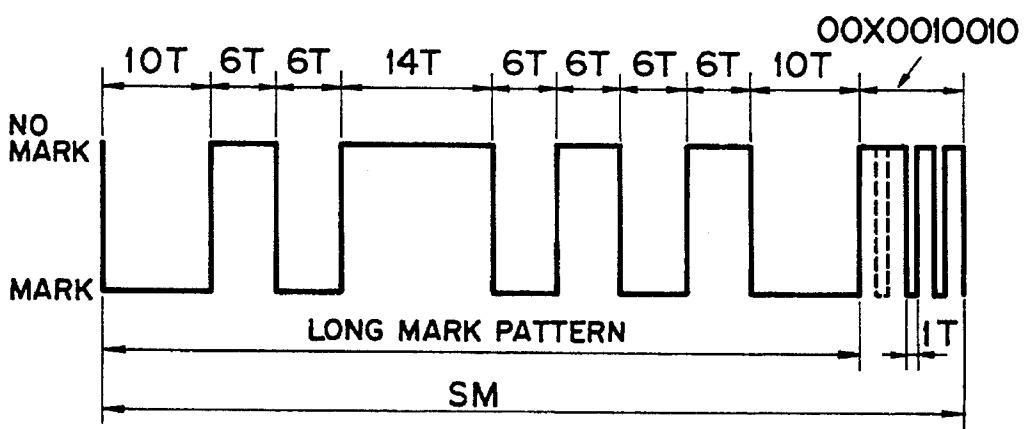 00X0010010
10T 6T 6T 14T 6T 6T 6T 6T 10T
NO
MARK
MARK
LONG MARK PATTERN
1T
SM